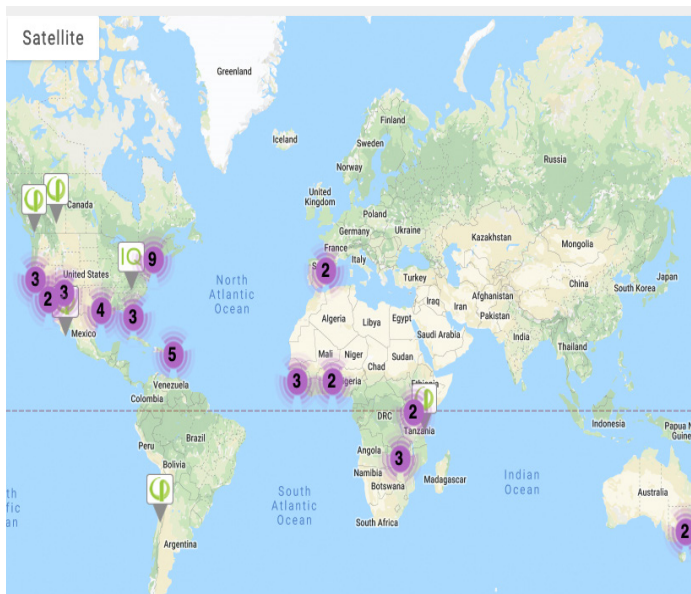 Satellite
Greenland
Iceland
Finland
Sweden
Norway
Russia
United
Kingdom
Poland
Germany
Ukraine
France
Italy
Turkey
Kazakhstan
Mongolia
China
Japan
South Korea
Afghanistan
Iran
Iraq
Pakistan
India
Thailand
Canada
IQ
9
3
2
3
United States
4
3
Mexico
5
2
North
Atlantic
Ocean
Algeria
Libya
Egypt
Saudi Arabia
Mali
Niger
Chad
Sudan
3
2
Venezuela
Colombia
Brazil
Peru
Bolivia
DRC
2
Tanzania
Angola
3
Namibia
Botswana
Madagascar
South Africa
Indonesia
Papua N
Guine
Indian
Ocean
South
Atlantic
Ocean
Argentina
Australia
2
th
fic
an